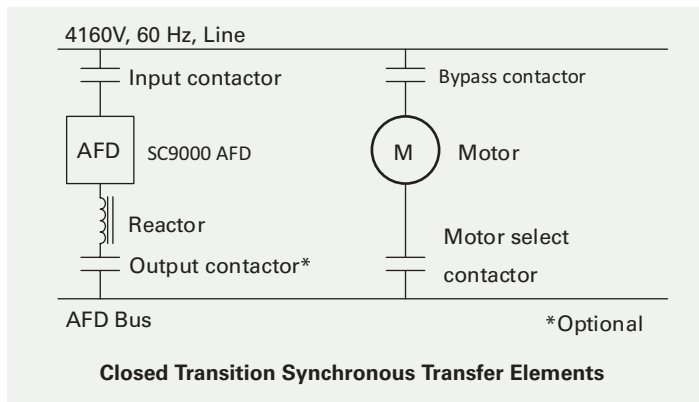 4160V, 60 Hz, Line
Input contactor
Bypass contactor
AFD
SC9000 AFD
M
Motor
Reactor
Motor select
contactor
Output contactor*
AFD Bus
*Optional
Closed Transition Synchronous Transfer Elements